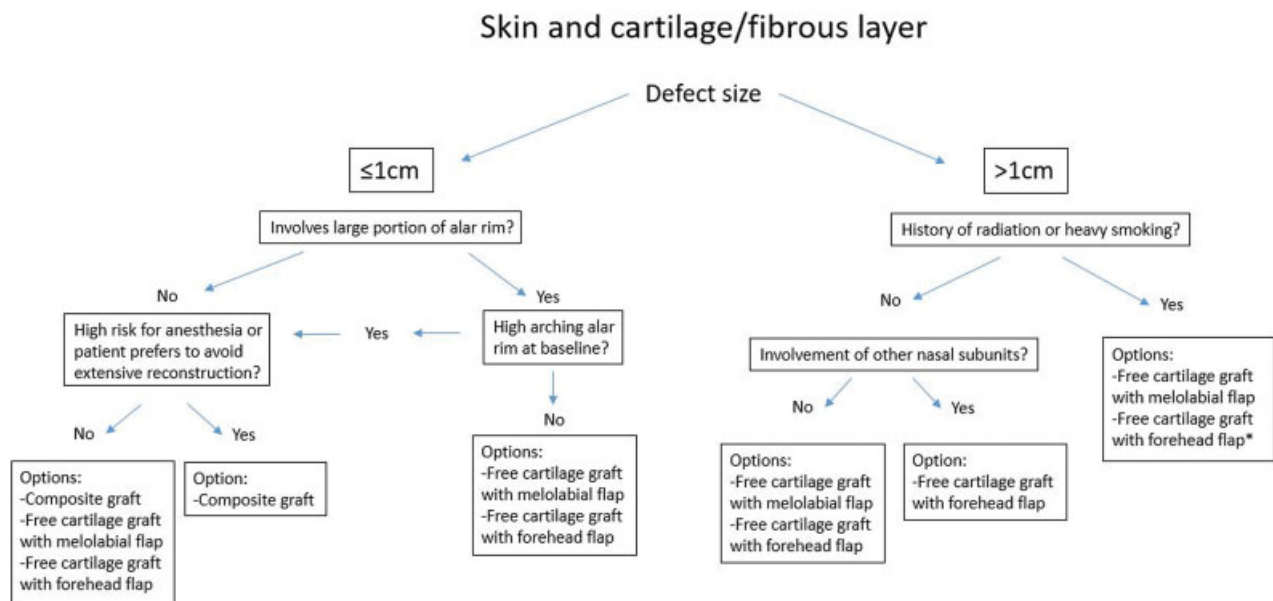 Skin and cartilage/fibrous layer
Defect size
≤1cm
>1cm
Involves large portion of alar rim?
History of radiation or heavy smoking?
No
Yes
No
Yes
High risk for anesthesia or
patient prefers to avoid
extensive reconstruction?
Yes
High arching alar
rim at baseline?
Involvement of other nasal subunits?
Options:
-Free cartilage graft
with melolabial flap
-Free cartilage graft
with forehead flap*
No
Yes
No
No
Yes
Options:
-Composite graft
-Free cartilage graft
with melolabial flap
-Free cartilage graft
with forehead flap
Option:
-Composite graft
Options:
-Free cartilage graft
with melolabial flap
-Free cartilage graft
with forehead flap
Options:
-Free cartilage graft
with melolabial flap
-Free cartilage graft
with forehead flap
Option:
-Free cartilage graft
with forehead flap